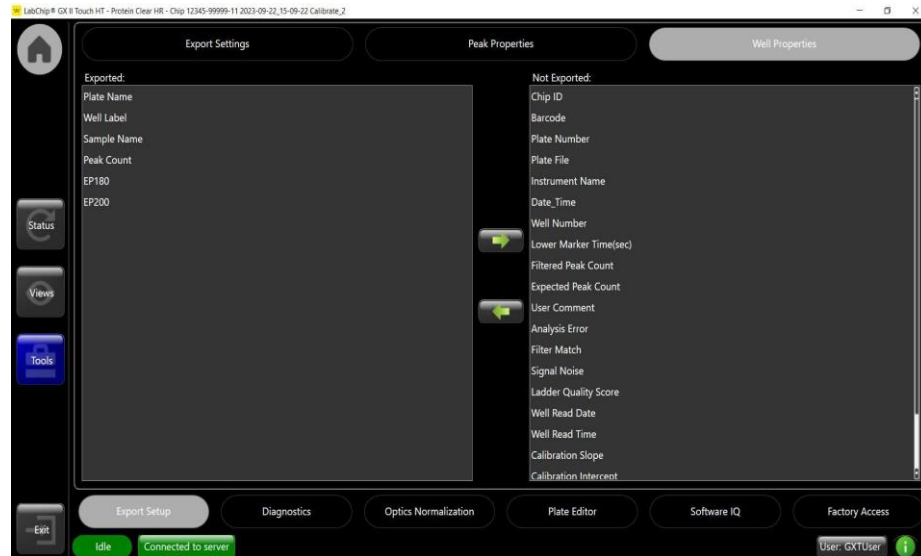 LabChip® GX II Touch HT - Protein Clear HR - Chip 12345-99999-11 2023-09-22_15-09-22 Calibrate_2
Export Settings
Peak Properties
Well Properties
Exported:
Plate Name
Well Label
Sample Name
Peak Count
EP180
EP200
Not Exported:
Chip ID
Barcode
Plate Number
Plate File
Instrument Name
Date_Time
Well Number
Lower Marker Time(sec)
Filtered Peak Count
Expected Peak Count
User Comment
Analysis Error
Filter Match
Signal Noise
Ladder Quality Score
Well Read Date
Well Read Time
Calibration Slope
Calibration Intercept
Status
Views
Tools
Exit
Export Setup
Diagnostics
Optics Normalization
Plate Editor
Software IQ
Factory Access
Idle
Connected to server
User: GXTUser